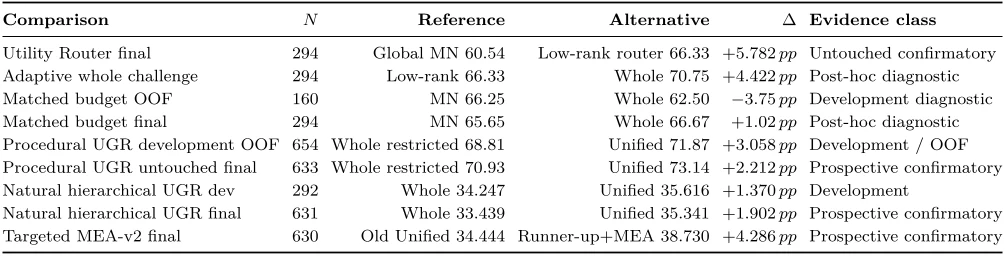 Comparison N Reference Alternative Δ Evidence class
Utility Router final 294 Global MN 60.54 Low-rank router 66.33 +5.782 pp Untouched confirmatory
Adaptive whole challenge 294 Low-rank 66.33 Whole 70.75 +4.422 pp Post-hoc diagnostic
Matched budget OOF 160 MN 66.25 Whole 62.50 −3.75 pp Development diagnostic
Matched budget final 294 MN 65.65 Whole 66.67 +1.02 pp Post-hoc diagnostic
Procedural UGR development OOF 654 Whole restricted 68.81 Unified 71.87 +3.058 pp Development / OOF
Procedural UGR untouched final 633 Whole restricted 70.93 Unified 73.14 +2.212 pp Prospective confirmatory
Natural hierarchical UGR dev 292 Whole 34.247 Unified 35.616 +1.370 pp Development
Natural hierarchical UGR final 631 Whole 33.439 Unified 35.341 +1.902 pp Prospective confirmatory
Targeted MEA-v2 final 630 Old Unified 34.444 Runner-up+MEA 38.730 +4.286 pp Prospective confirmatory